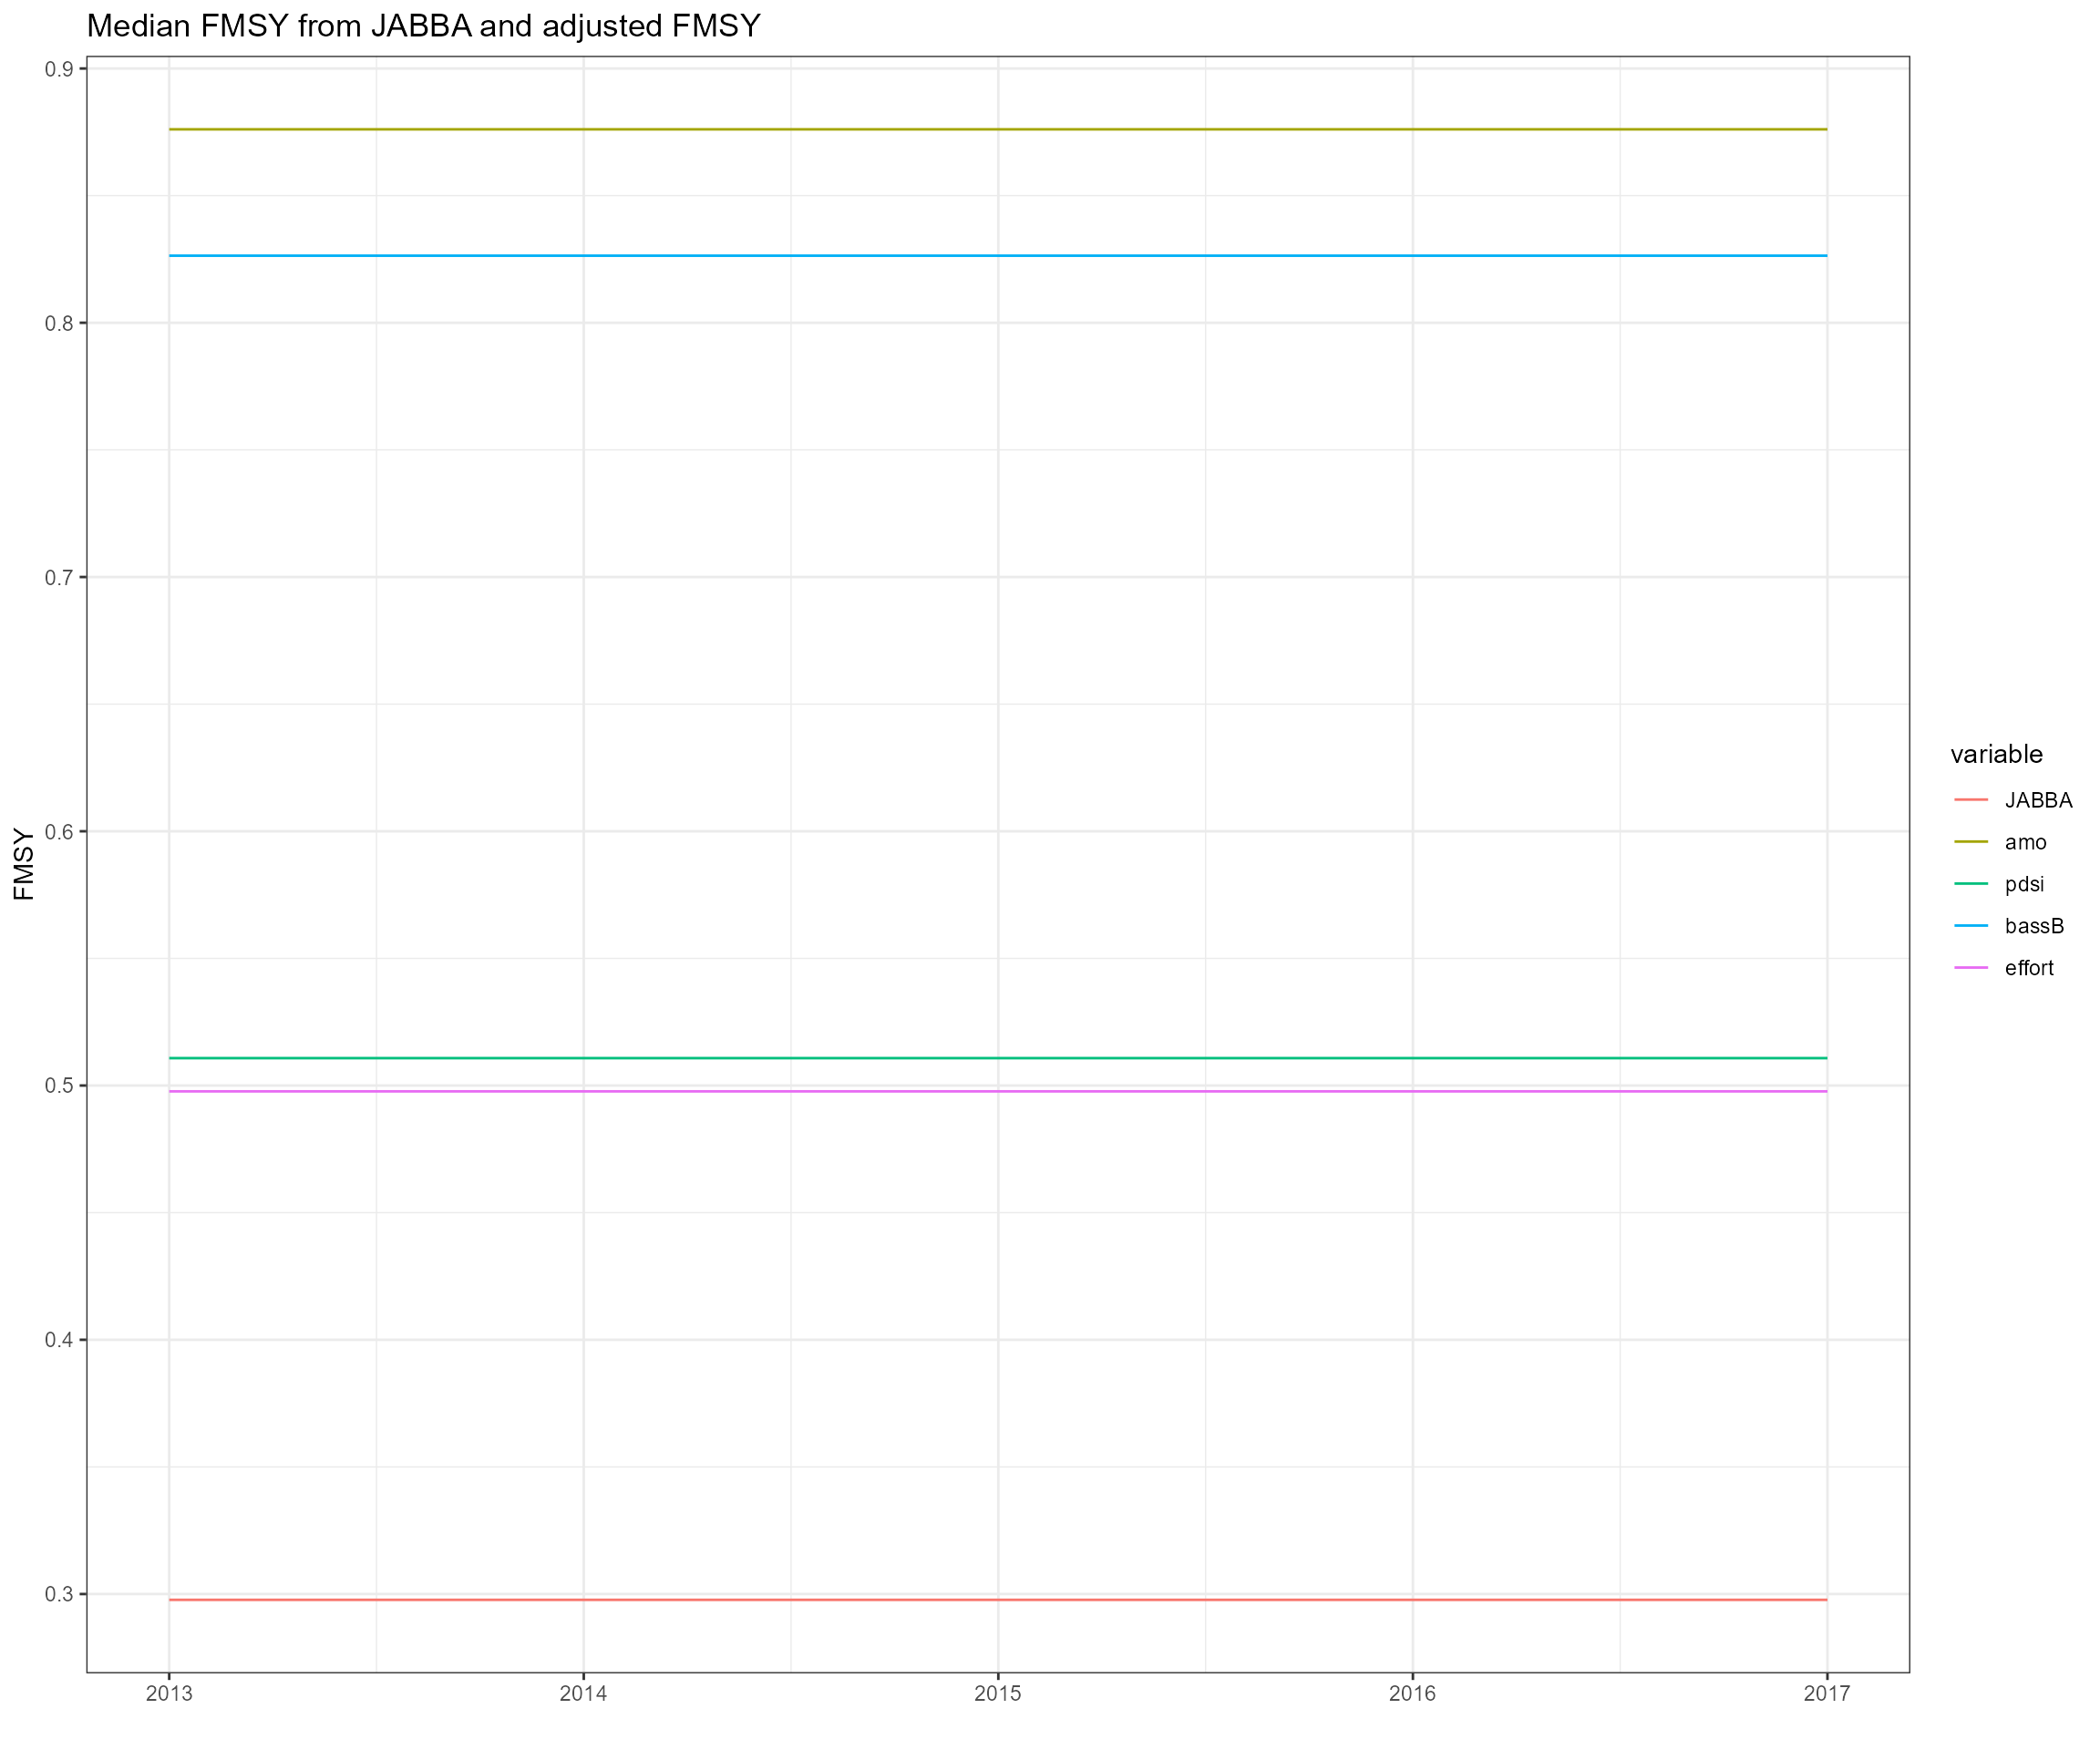 Median FMSY from JABBA and adjusted FMSY
0.9
0.8
0.7
0.6
0.5
0.4
0.3
FMSY
2013 2014 2015 2016 2017
variable
JABBA
amo
pdsi
bassB
effort